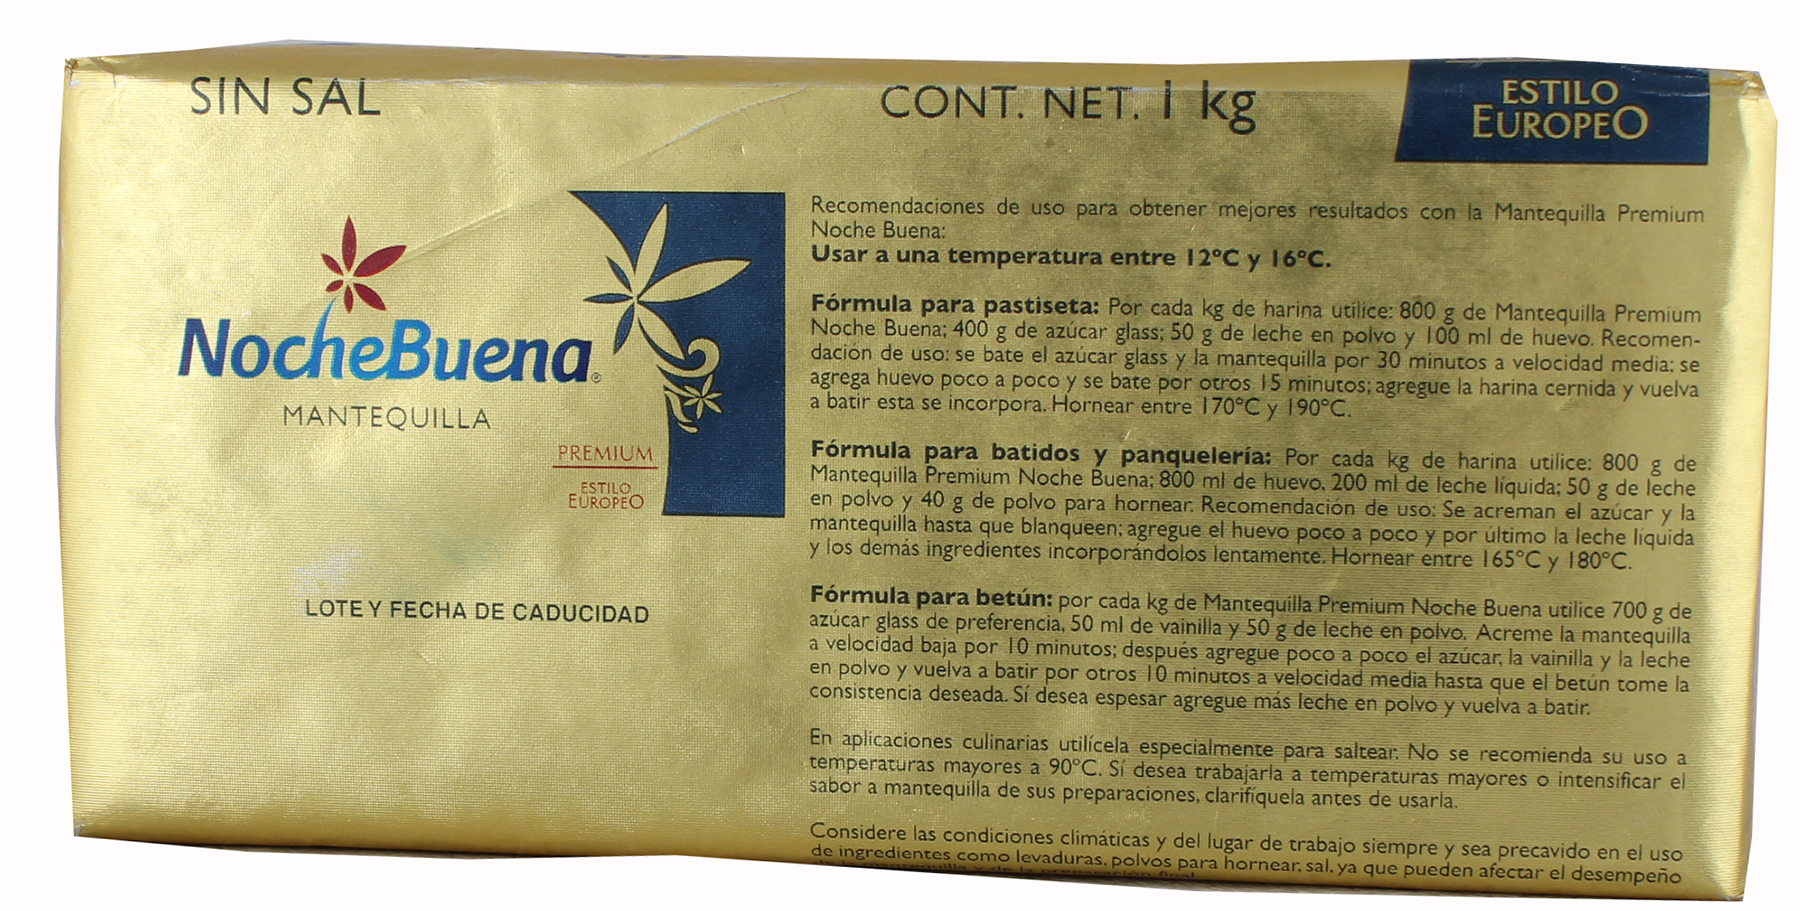 SIN SAL
CONT. NET. 1 kg
ESTILO
EUROPEO
NocheBuena®
MANTEQUILLA
PREMIUM
ESTILO
EUROPEO
LOTE Y FECHA DE CADUCIDAD
Recomendaciones de uso para obtener mejores resultados con la Mantequilla Premium
Noche Buena:
Usar a una temperatura entre 12°C y 16°C.
Fórmula para pastiseta: Por cada kg de harina utilice: 800 g de Mantequilla Premium
Noche Buena; 400 g de azúcar glass; 50 g de leche en polvo y 100 ml de huevo. Recomen-
dación de uso: se bate el azúcar glass y la mantequilla por 30 minutos a velocidad media; se
agrega huevo poco a poco y se bate por otros 15 minutos; agregue la harina cernida y vuelva
a batir esta se incorpora. Hornear entre 170°C y 190°C.
Fórmula para batidos y panquelería: Por cada kg de harina utilice: 800 g de
Mantequilla Premium Noche Buena; 800 ml de huevo, 200 ml de leche líquida; 50 g de leche
en polvo y 40 g de polvo para hornear. Recomendación de uso: Se acreman el azúcar y la
mantequilla hasta que blanqueen; agregue el huevo poco a poco y por último la leche líquida
y los demás ingredientes incorporándolos lentamente. Hornear entre 165°C y 180°C.
Fórmula para betún: por cada kg de Mantequilla Premium Noche Buena utilice 700 g de
azúcar glass de preferencia, 50 ml de vainilla y 50 g de leche en polvo. Acreme la mantequilla
a velocidad baja por 10 minutos; después agregue poco a poco el azúcar, la vainilla y la leche
en polvo y vuelva a batir por otros 10 minutos a velocidad media hasta que el betún tome la
consistencia deseada. Sí desea espesar agregue más leche en polvo y vuelva a batir.
En aplicaciones culinarias utilícela especialmente para saltear. No se recomienda su uso a
temperaturas mayores a 90°C. Sí desea trabajarla a temperaturas mayores o intensificar el
sabor a mantequilla de sus preparaciones, clarifíquela antes de usarla.
Considere las condiciones climáticas y del lugar de trabajo siempre y sea precavido en el uso
de ingredientes como levaduras, polvos para hornear, sal, ya que pueden afectar el desempeño
de la mantequilla y de la preparación final.